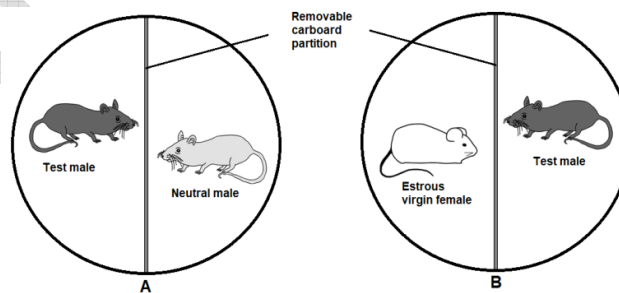 Removable
carboard
partition
Test male
Neutral male
Estrous
virgin female
Test male
A
B